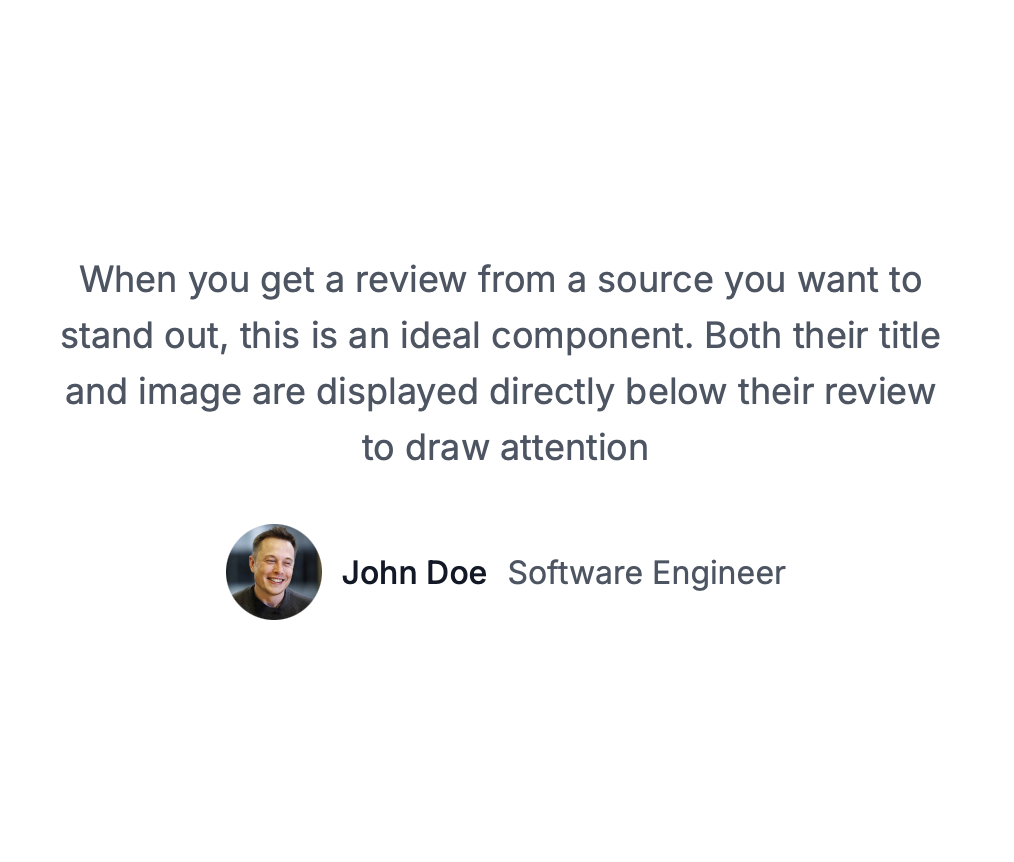 When you get a review from a source you want to
stand out, this is an ideal component. Both their title
and image are displayed directly below their review
to draw attention
John Doe Software Engineer